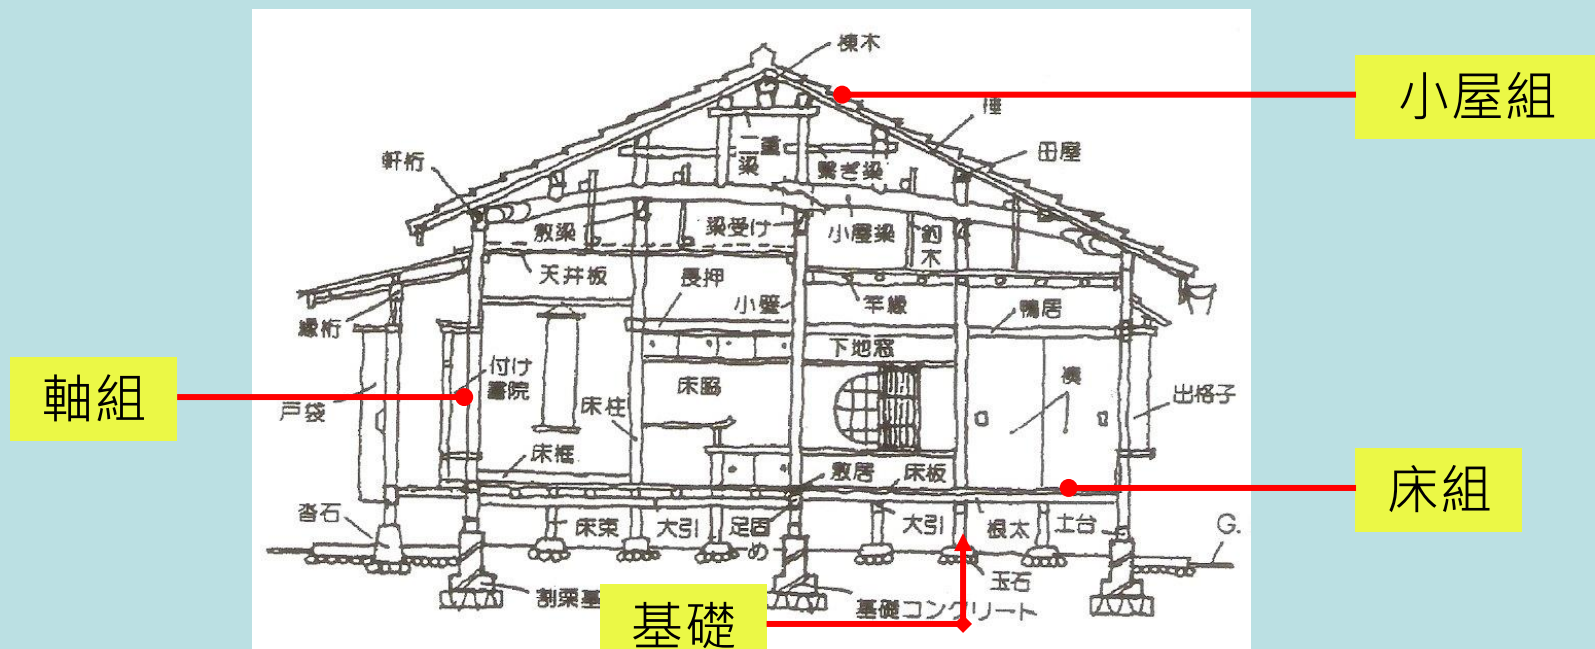 棟木
小屋組
母屋
軒桁
二重
梁
繋ぎ梁
敷梁
梁受け
小屋梁
釣
木
天井板
長押
小壁
竿縁
鴨居
縁桁
下地窓
付け
書院
床脇
襖
軸組
戸袋
床柱
出格子
床框
敷居
床板
床組
沓石
床束
大引
足固
め
大引
根太
土台
G.
玉石
割栗基
基礎コンクリート
基礎